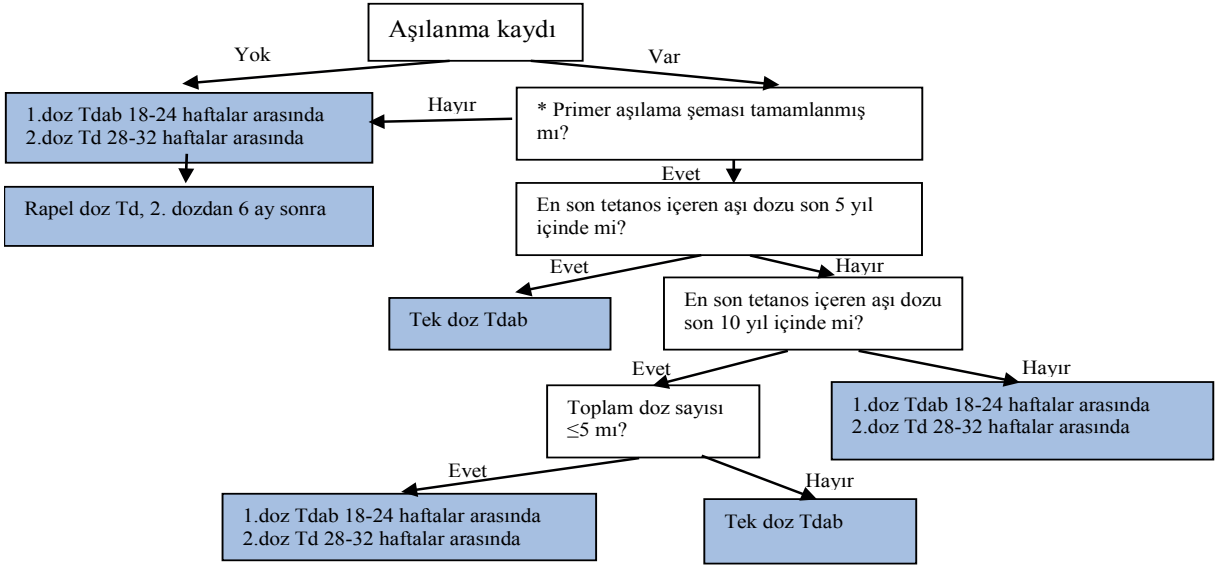 Aşılanma kaydı
Yok
Var
1.doz Tdab 18-24 haftalar arasında
2.doz Td 28-32 haftalar arasında
Hayır
* Primer aşılama şeması tamamlanmış
mı?
Evet
Rapel doz Td, 2. dozdan 6 ay sonra
En son tetanos içeren aşı dozu son 5 yıl
içinde mi?
Evet
Hayır
Tek doz Tdab
En son tetanos içeren aşı dozu
son 10 yıl içinde mi?
Evet
Hayır
Toplam doz sayısı
≤5 mı?
1.doz Tdab 18-24 haftalar arasında
2.doz Td 28-32 haftalar arasında
Evet
Hayır
1.doz Tdab 18-24 haftalar arasında
2.doz Td 28-32 haftalar arasında
Tek doz Tdab